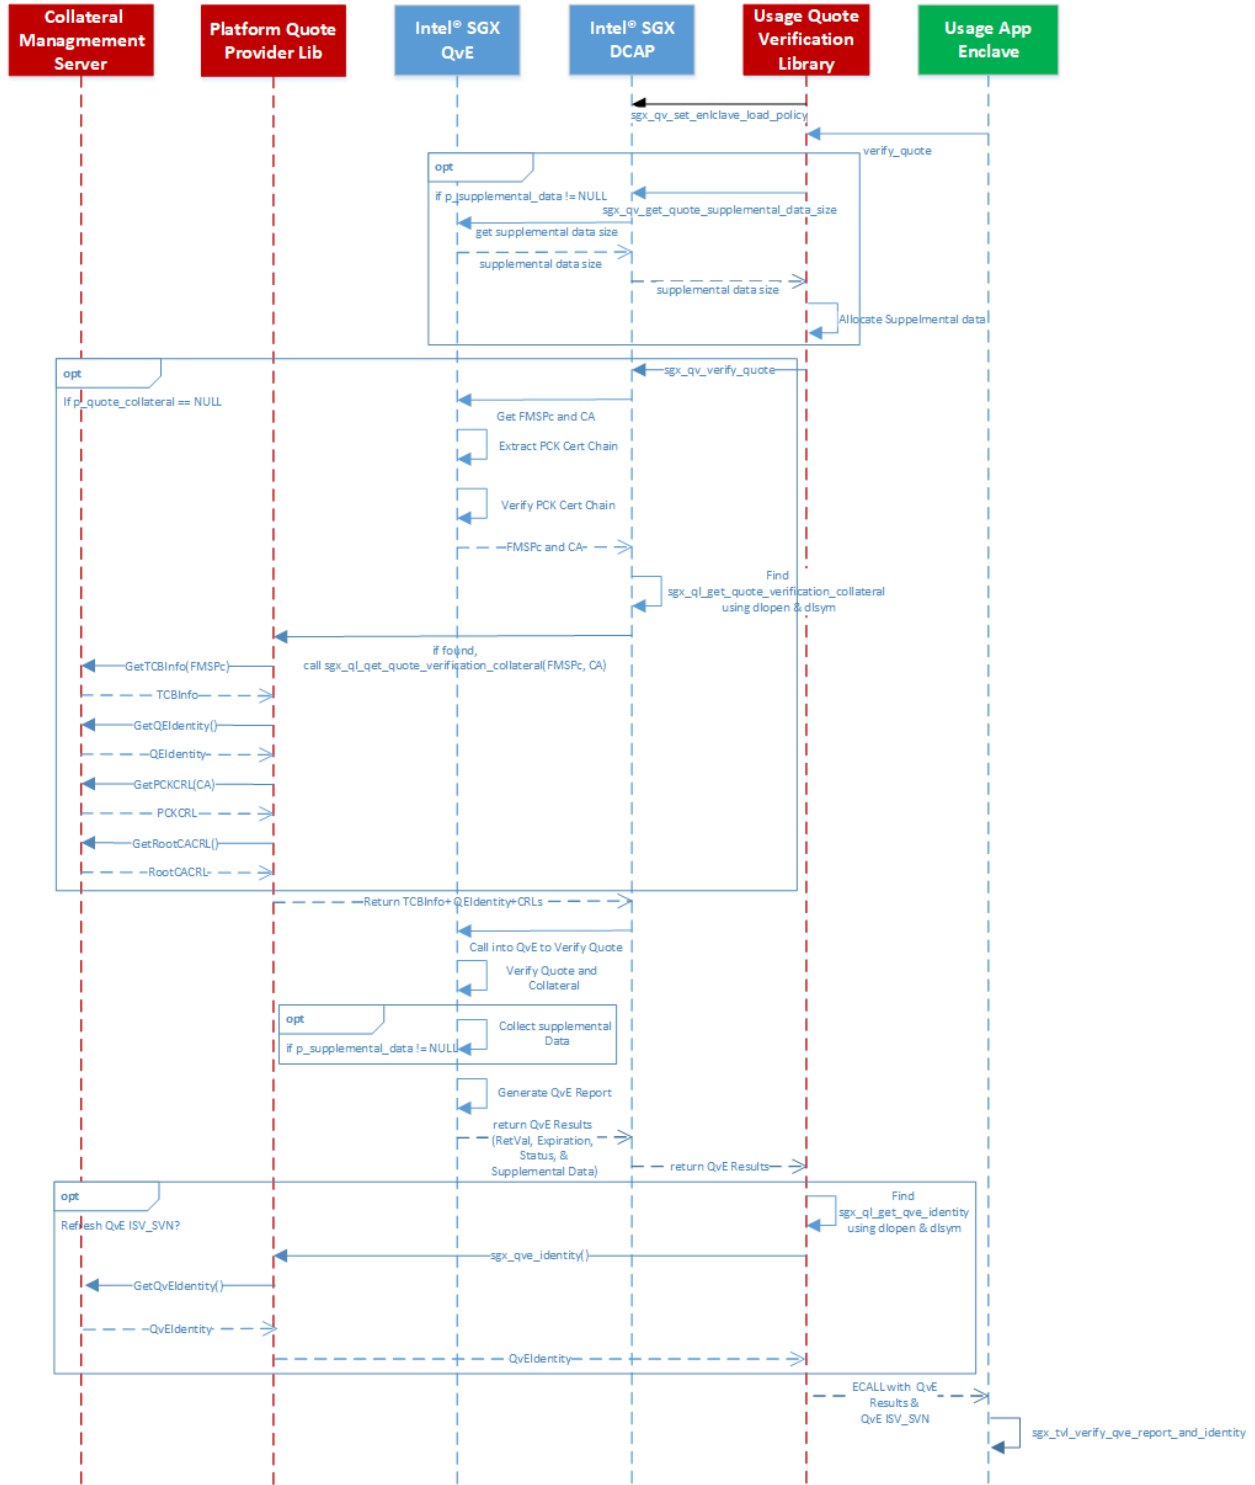 Collateral
Managmement
Server
Platform Quote
Provider Lib
Intel® SGX
QvE
Intel® SGX
DCAP
Usage Quote
Verification
Library
Usage App
Enclave
sgx_qv_set_enlclave_load_policy
verify_quote
opt
if p_supplemental_data != NULL
sgx_qv_get_quote_supplemental_data_size
get supplemental data size
supplemental data size
supplemental data size
Allocate Suppelmental data
opt
sgx_qv_verify_quote
If p_quote_collateral == NULL
Get FMSPc and CA
Extract PCK Cert Chain
Verify PCK Cert Chain
FMSPc and CA
Find
sgx_ql_get_quote_verification_collateral
using dlopen & dlsym
if found,
call sgx_ql_get_quote_verification_collateral(FMSPc, CA)
GetTCBInfo(FMSPc)
TCBInfo
GetQEIdentity()
QEIdentity
GetPCKCRL(CA)
PCKCRL
GetRootCACRL()
RootCACRL
Return TCBInfo+QEIdentity+CRLs
Call into QvE to Verify Quote
Verify Quote and
Collateral
opt
if p_supplemental_data != NULL
Collect supplemental
Data
Generate QvE Report
return QvE Results
(RetVal, Expiration,
Status, &
Supplemental Data)
return QvE Results
opt
Refresh QvE ISV_SVN?
Find
sgx_ql_get_qve_identity
using dlopen & dlsym
sgx_qve_identity()
GetQvEIdentity()
QvEIdentity
QvEIdentity
ECALL with QvE
Results &
QvE ISV_SVN
sgx_tvl_verify_qve_report_and_identity